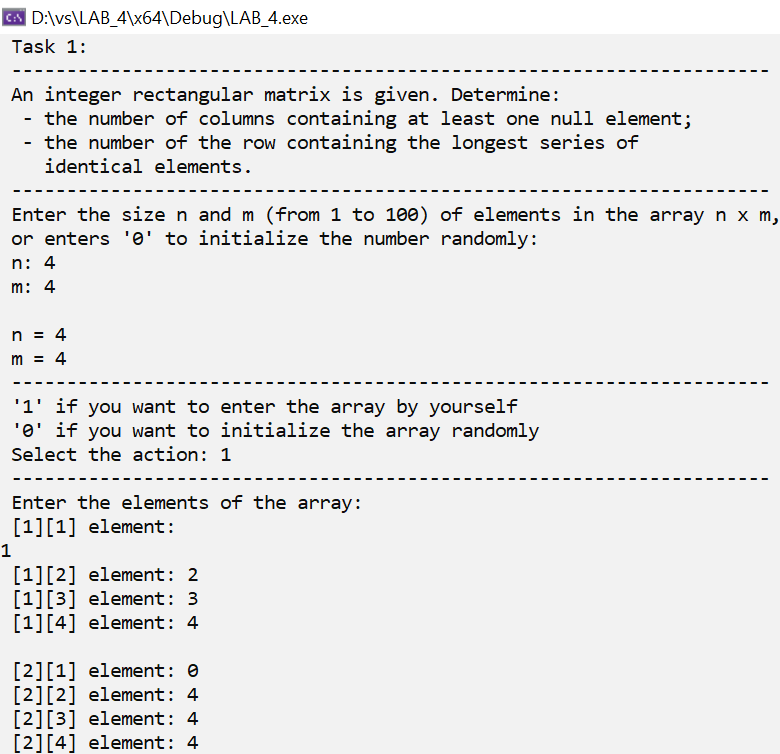 D:\vs\LAB_4\x64\Debug\LAB_4.exe
Task 1:
---------------------------------------------------------------------
An integer rectangular matrix is given. Determine:
- the number of columns containing at least one null element;
- the number of the row containing the longest series of
identical elements.
---------------------------------------------------------------------
Enter the size n and m (from 1 to 100) of elements in the array n x m,
or enters '0' to initialize the number randomly:
n: 4
m: 4
n = 4
m = 4
---------------------------------------------------------------------
'1' if you want to enter the array by yourself
'0' if you want to initialize the array randomly
Select the action: 1
---------------------------------------------------------------------
Enter the elements of the array:
[1][1] element:
1
[1][2] element: 2
[1][3] element: 3
[1][4] element: 4
[2][1] element: 0
[2][2] element: 4
[2][3] element: 4
[2][4] element: 4